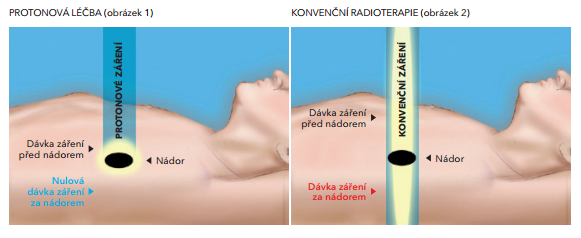 PROTONOVÁ LÉČBA (obrázek 1)
PROTONOVÉ ZÁŘENÍ
Dávka záření
před nádorem
Nádor
Nulová
dávka záření
za nádorem
KONVENČNÍ RADIOTERAPIE (obrázek 2)
KONVENČNÍ ZÁŘENÍ
Dávka záření
před nádorem
Nádor
Dávka záření
za nádorem